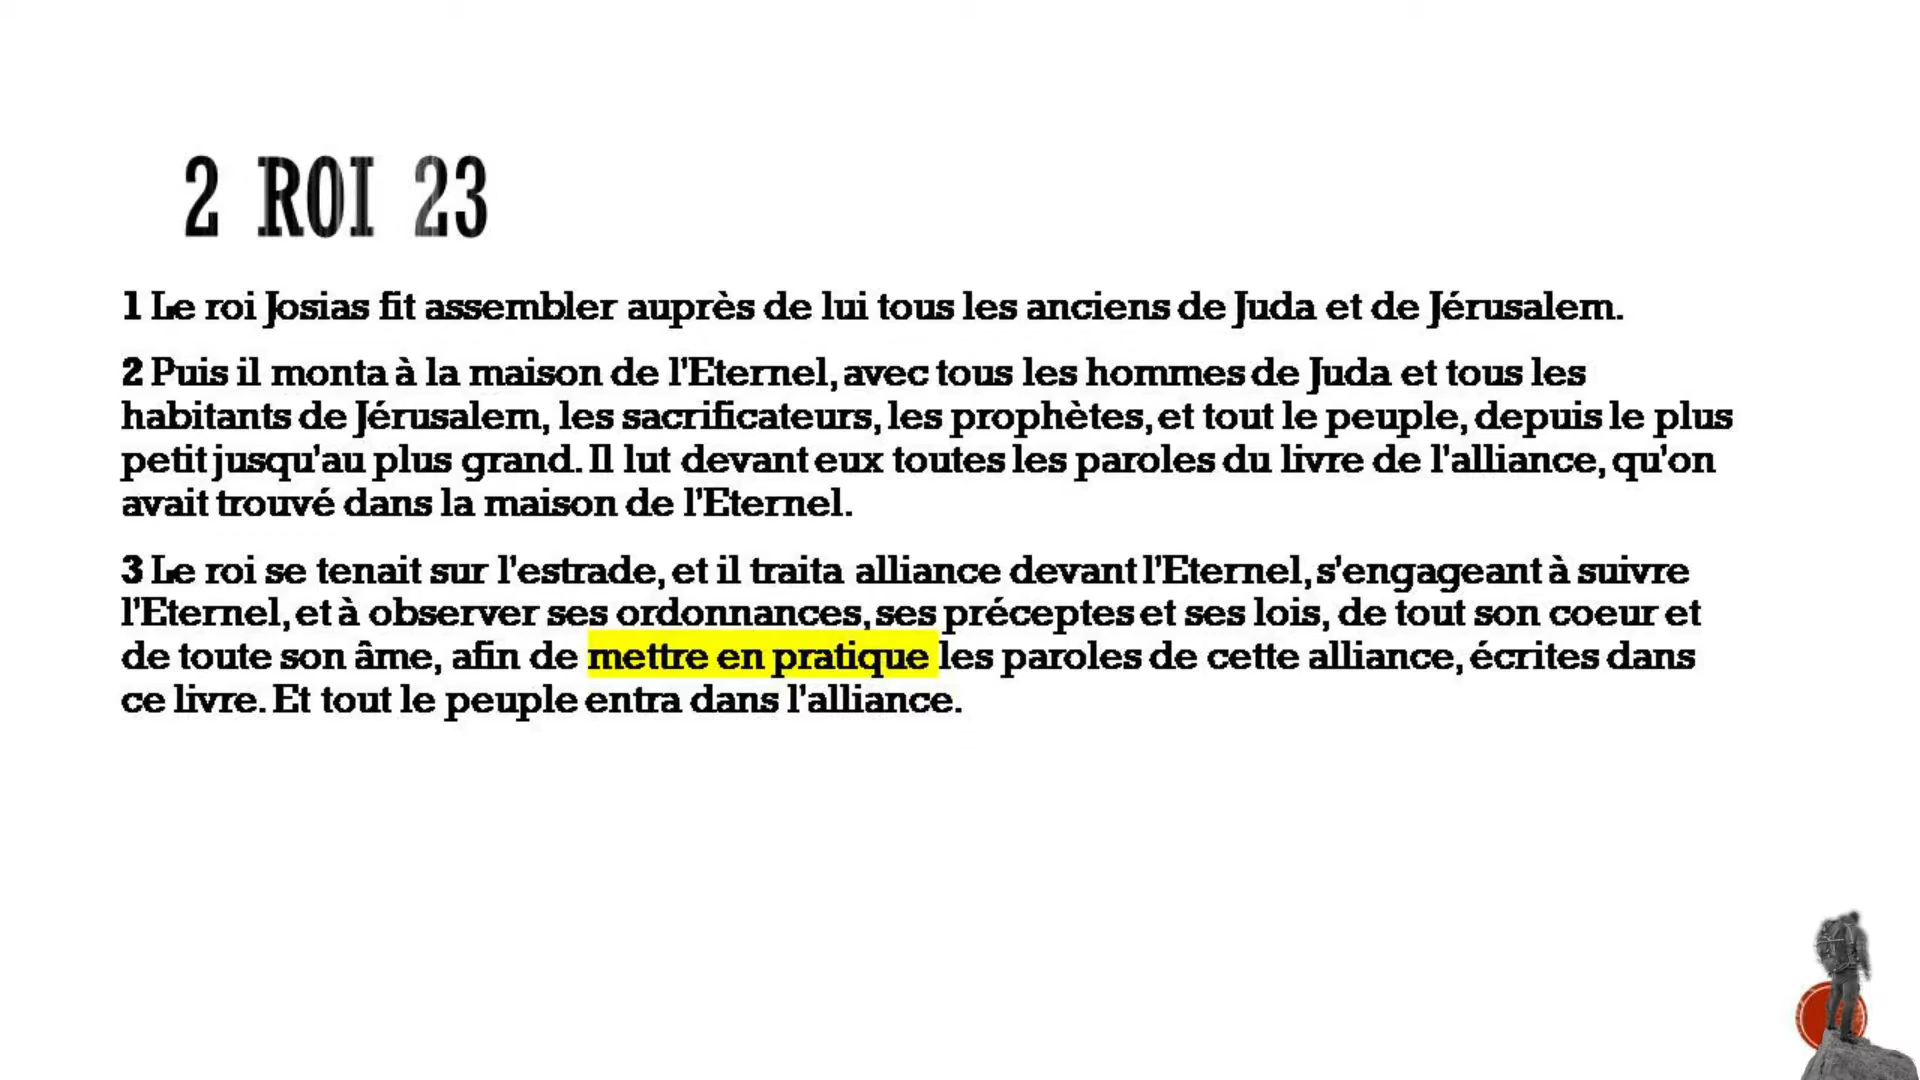 2 ROI 23
1 Le roi Josias fit assembler auprès de lui tous les anciens de Juda et de Jérusalem.
2 Puis il monta à la maison de l'Eternel, avec tous les hommes de Juda et tous les
habitants de Jérusalem, les sacrificateurs, les prophètes, et tout le peuple, depuis le plus
petit jusqu'au plus grand. Il lut devant eux toutes les paroles du livre de l'alliance, qu'on
avait trouvé dans la maison de l'Eternel.
3 Le roi se tenait sur l'estrade, et il traita alliance devant l'Eternel, s'engageant à suivre
l'Eternel, et à observer ses ordonnances, ses préceptes et ses lois, de tout son coeur et
de toute son âme, afin de mettre en pratique les paroles de cette alliance, écrites dans
ce livre. Et tout le peuple entra dans l'alliance.